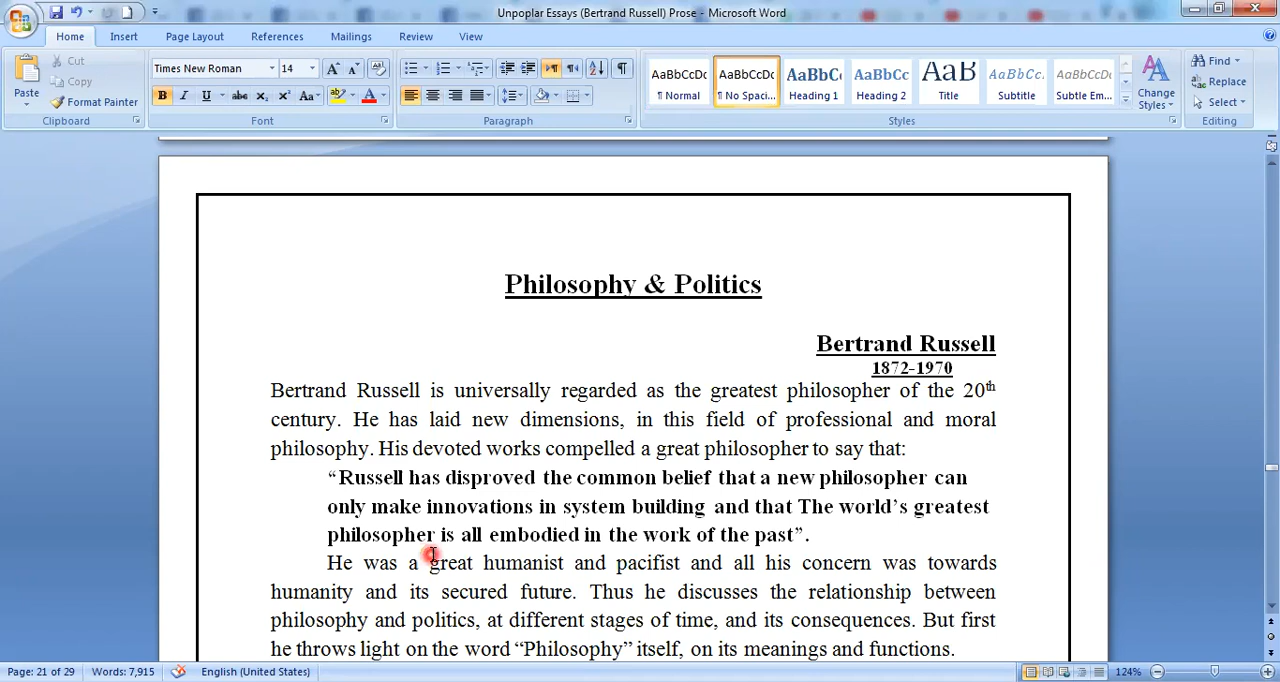 Unpoplar Essays (Bertrand Russell) Prose - Microsoft Word
Home Insert Page Layout References Mailings Review View
Paste
Cut
Copy
Format Painter
Clipboard
Times New Roman 14
B I U abc X₂ X² Aa A
Font
Paragraph
AaBbCcDc AaBbCcDc AaBbC AaBbCc AaB AaBbCc. AaBbCcDc
¶ Normal ¶ No Spaci... Heading 1 Heading 2 Title Subtitle Subtle Em...
Change Styles
Styles
Find
Replace
Select
Editing
Philosophy & Politics
Bertrand Russell
1872-1970
Bertrand Russell is universally regarded as the greatest philosopher of the 20th
century. He has laid new dimensions, in this field of professional and moral
philosophy. His devoted works compelled a great philosopher to say that:
“Russell has disproved the common belief that a new philosopher can
only make innovations in system building and that The world’s greatest
philosopher is all embodied in the work of the past”.
He was a great humanist and pacifist and all his concern was towards
humanity and its secured future. Thus he discusses the relationship between
philosophy and politics, at different stages of time, and its consequences. But first
he throws light on the word “Philosophy” itself, on its meanings and functions.
Page: 21 of 29 Words: 7,915 English (United States) 124%